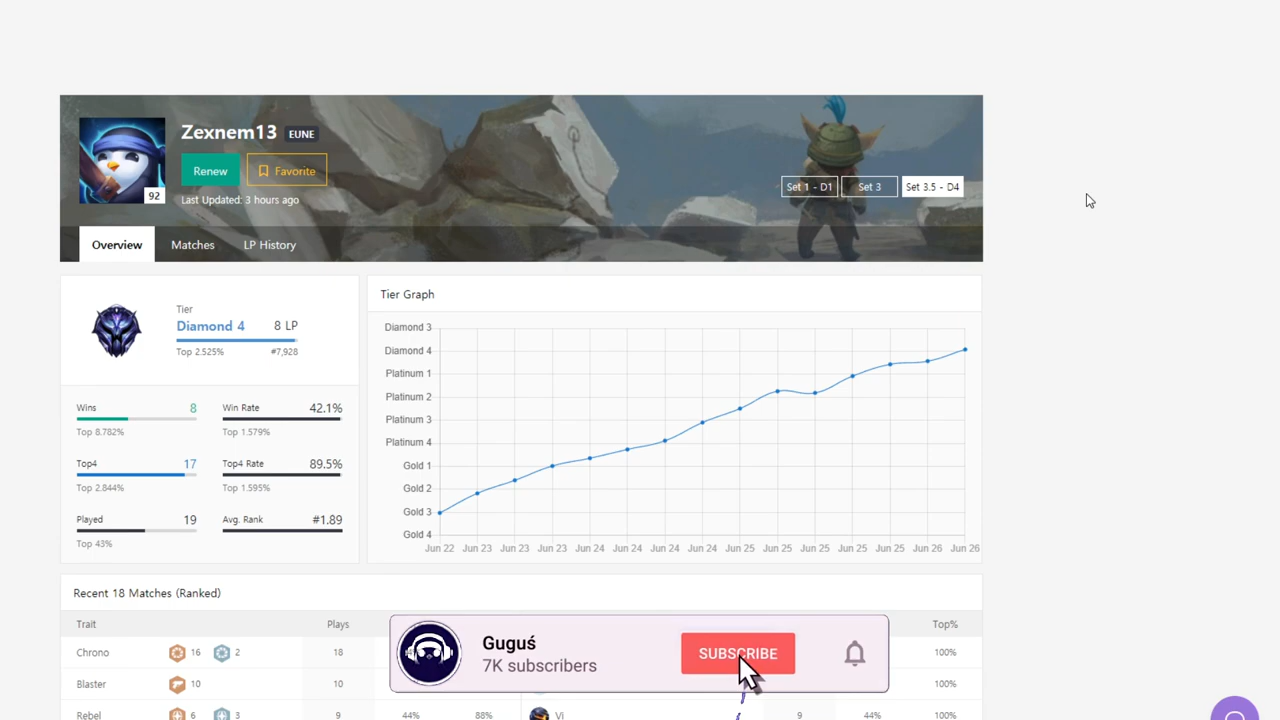 Zexnem13 EUNE
Renew Favorite
92
Last Updated: 3 hours ago
Set 1 - D1 Set 3 Set 3.5 - D4
Overview Matches LP History
Tier
Diamond 4 8 LP
Top 2.525% #7,928
Wins 8 Win Rate 42.1%
Top 8.782% Top 1.579%
Top4 17 Top4 Rate 89.5%
Top 2.844% Top 1.595%
Played 19 Avg. Rank #1.89
Top 43%
Tier Graph
Diamond 3
Diamond 4
Platinum 1
Platinum 2
Platinum 3
Platinum 4
Gold 1
Gold 2
Gold 3
Gold 4
Jun 22 Jun 23 Jun 23 Jun 23 Jun 24 Jun 24 Jun 24 Jun 24 Jun 25 Jun 25 Jun 25 Jun 25 Jun 25 Jun 26 Jun 26
Recent 18 Matches (Ranked)
Trait Plays Top%
Chrono 16 2 18 100%
Blaster 10 10 100%
Rebel 6 3 9 44% 88% Vi 9 44% 100%
Guguś
7K subscribers
SUBSCRIBE